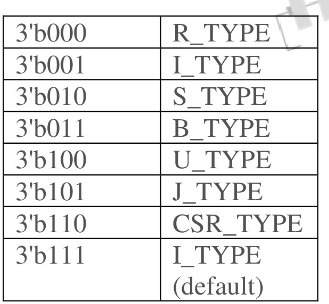 3'b000 R_TYPE
3'b001 I_TYPE
3'b010 S_TYPE
3'b011 B_TYPE
3'b100 U_TYPE
3'b101 J_TYPE
3'b110 CSR_TYPE
3'b111 I_TYPE
(default)